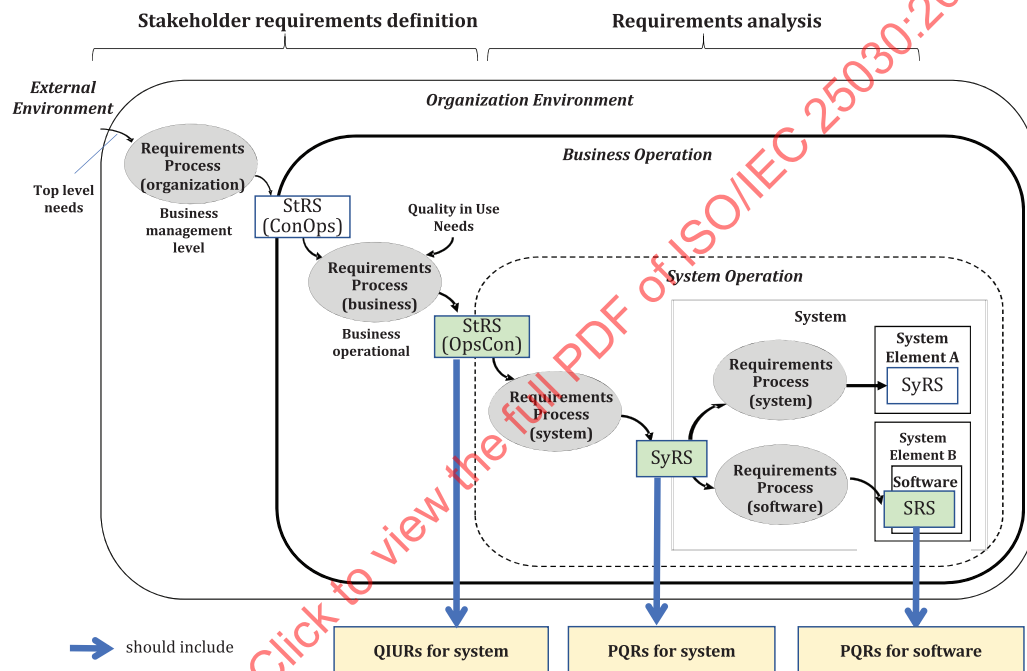 Stakeholder requirements definition
Requirements analysis
External
Environment
Organization Environment
Business Operation
Requirements
Process
(organization)
Top level
needs
Business
management
level
StRS
(ConOps)
Quality in Use
Needs
Requirements
Process
(business)
Business
operational
System Operation
StRS
(OpsCon)
System
Requirements
Process
(system)
System
Element A
SyRS
Requirements
Process
(system)
SyRS
Requirements
Process
(software)
System
Element B
Software
SRS
should include
QIURs for system
PQRs for system
PQRs for software
Click to view the full PDF of ISO/IEC 25030:20